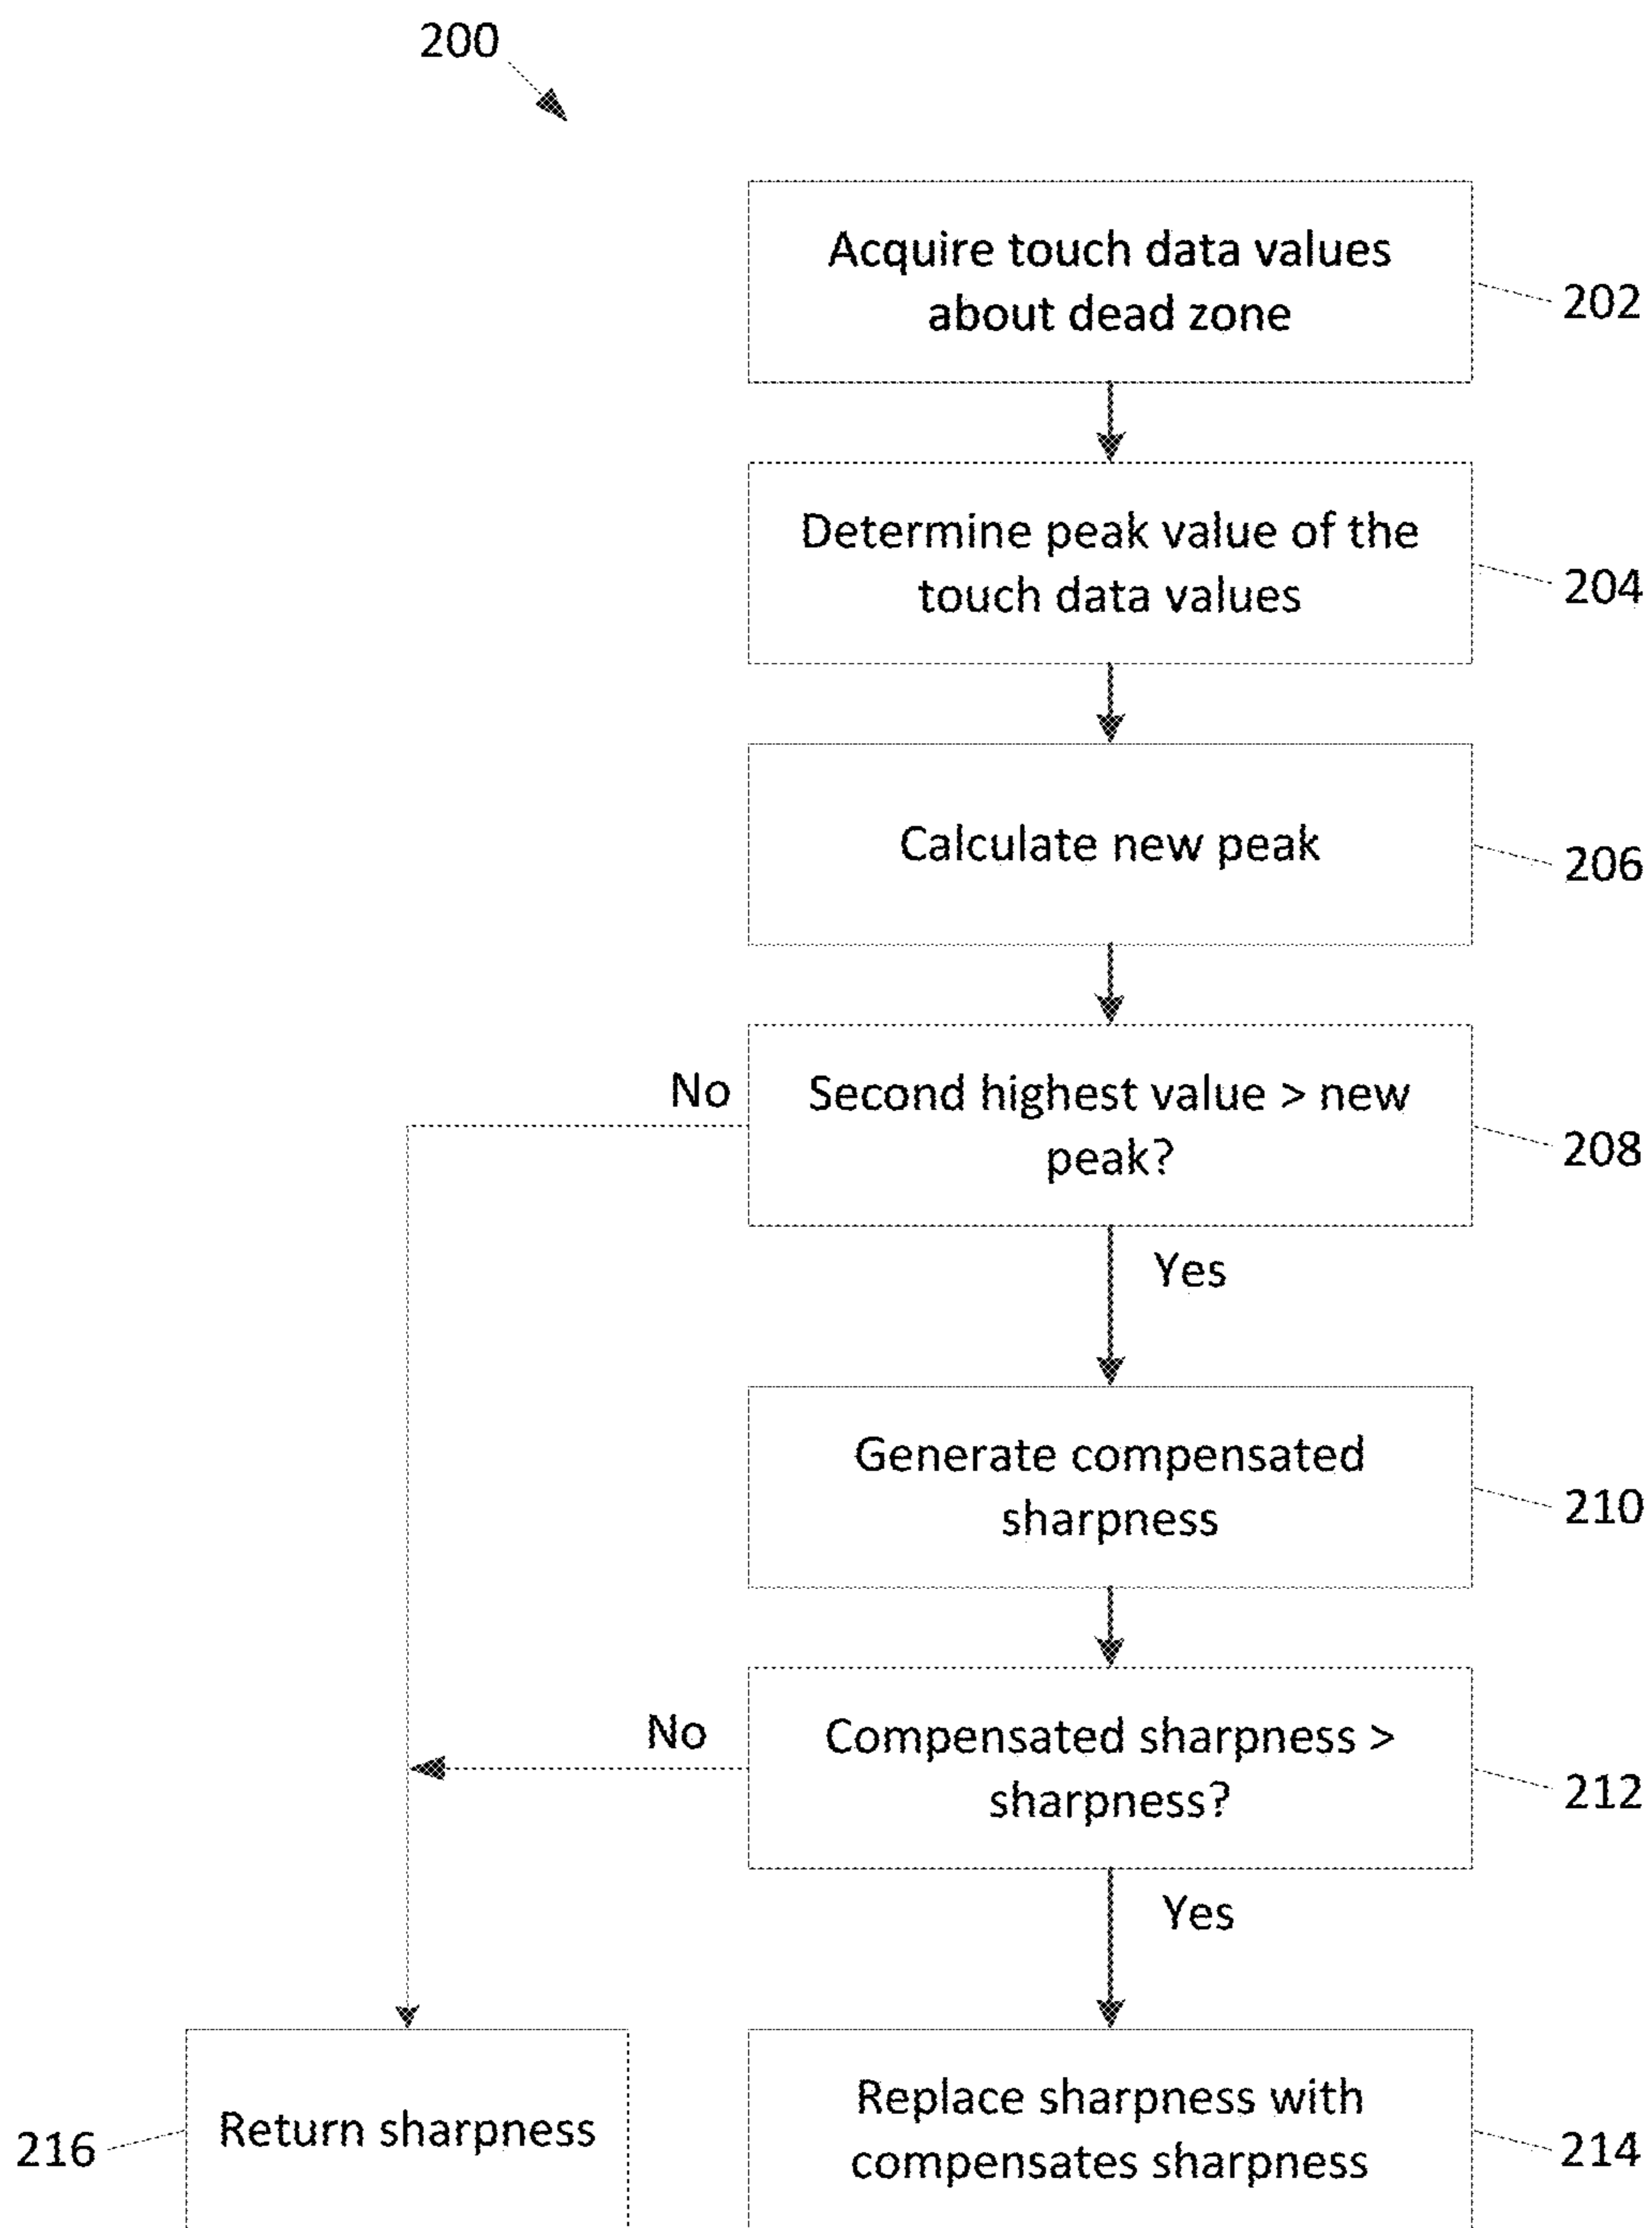 200
Acquire touch data values
about dead zone
202
Determine peak value of the
touch data values
204
Calculate new peak
206
No
Second highest value > new
peak?
208
Yes
Generate compensated
sharpness
210
No
Compensated sharpness >
sharpness?
212
Yes
216
Return sharpness
Replace sharpness with
compensates sharpness
214